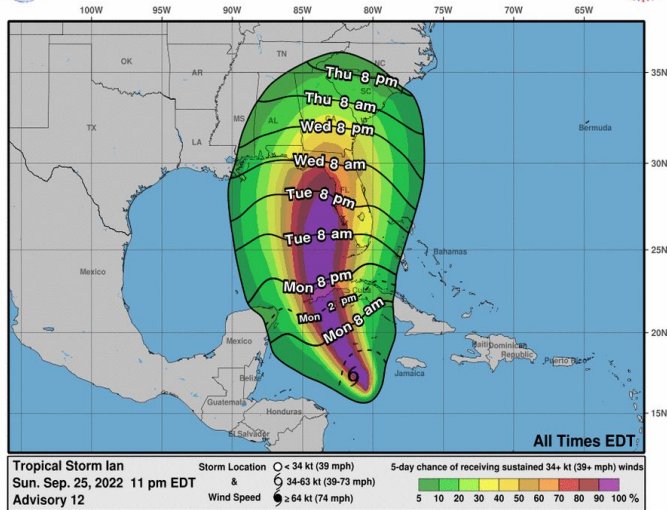 100W 90W 80W 70W 65W
TN
NC
OK
AR
Thu 8 pm
35N
SC
Thu 8 am
MS
AL
GA
Wed 8 pm
Bermuda
TX
LA
Wed 8 am
30N
FL
Tue 8 pm
Tue 8 am
25N
Bahamas
Mexico
Mon 8 pm
Cuba
Mon 2 pm
Mon 8 am
20N
Mexico
Haiti
Dominican
Republic
Puerto Rico
Jamaica
Belize
Guatemala
Honduras
15N
El Salvador
All Times EDT
Tropical Storm Ian
Sun. Sep. 25, 2022 11 pm EDT
Advisory 12
Storm Location
&
Wind Speed
< 34 kt (39 mph)
34-63 kt (39-73 mph)
≥ 64 kt (74 mph)
5-day chance of receiving sustained 34+ kt (39+ mph) winds
5 10 20 30 40 50 60 70 80 90 100 %